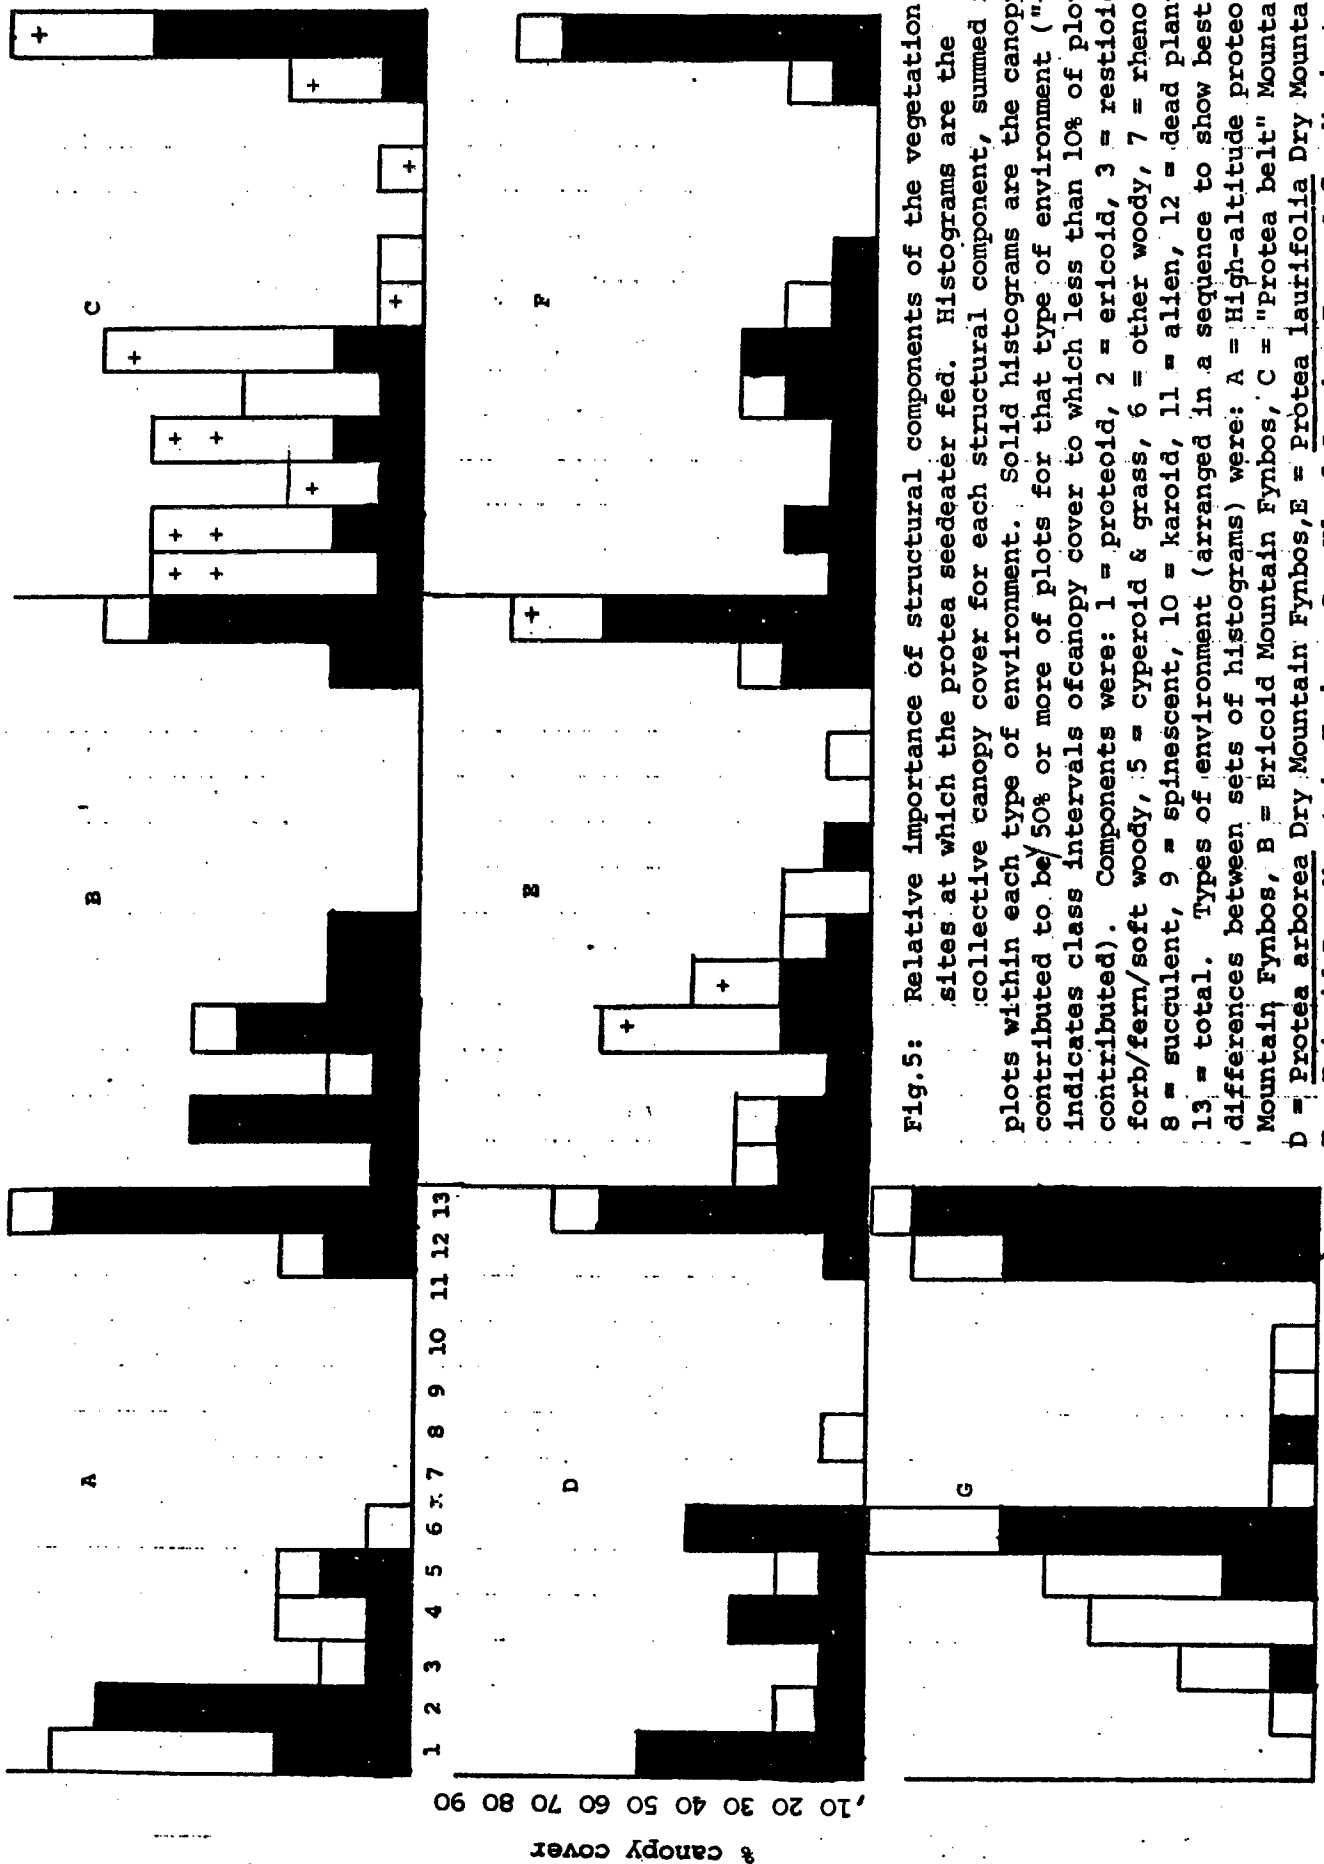 +
+
+
+
+
+
+
+
+
+
+
C
B
A
1 2 3 4 5 6 7 8 9 10 11 12 13
F
+
+
+
E
D
G
% canopy cover
10 20 30 40 50 60 70 80 90
Fig.5: Relative importance of structural components of the vegetation
sites at which the protea seedeater fed. Histograms are the
collective canopy cover for each structural component, summed
plots within each type of environment. Solid histograms are the canopy
contributed to be 50% or more of plots for that type of environment ("
indicates class intervals ofcanopy cover to which less than 10% of plo
contributed). Components were: 1 = proteoid, 2 = ericoid, 3 = restioi
forb/fern/soft woody, 5 = cyperoid & grass, 6 = other woody, 7 = rheno
8 = succulent, 9 = spinescent, 10 = karoid, 11 = alien, 12 = dead plan
13 = total. Types of environment (arranged in a sequence to show best
differences between sets of histograms) were: A = High-altitude proteo
Mountain Fynbos, B = Ericoid Mountain Fynbos, C = "Protea belt" Mounta
D = Protea arborea Dry Mountain Fynbos,E = Protea laurifolia Dry Mounta